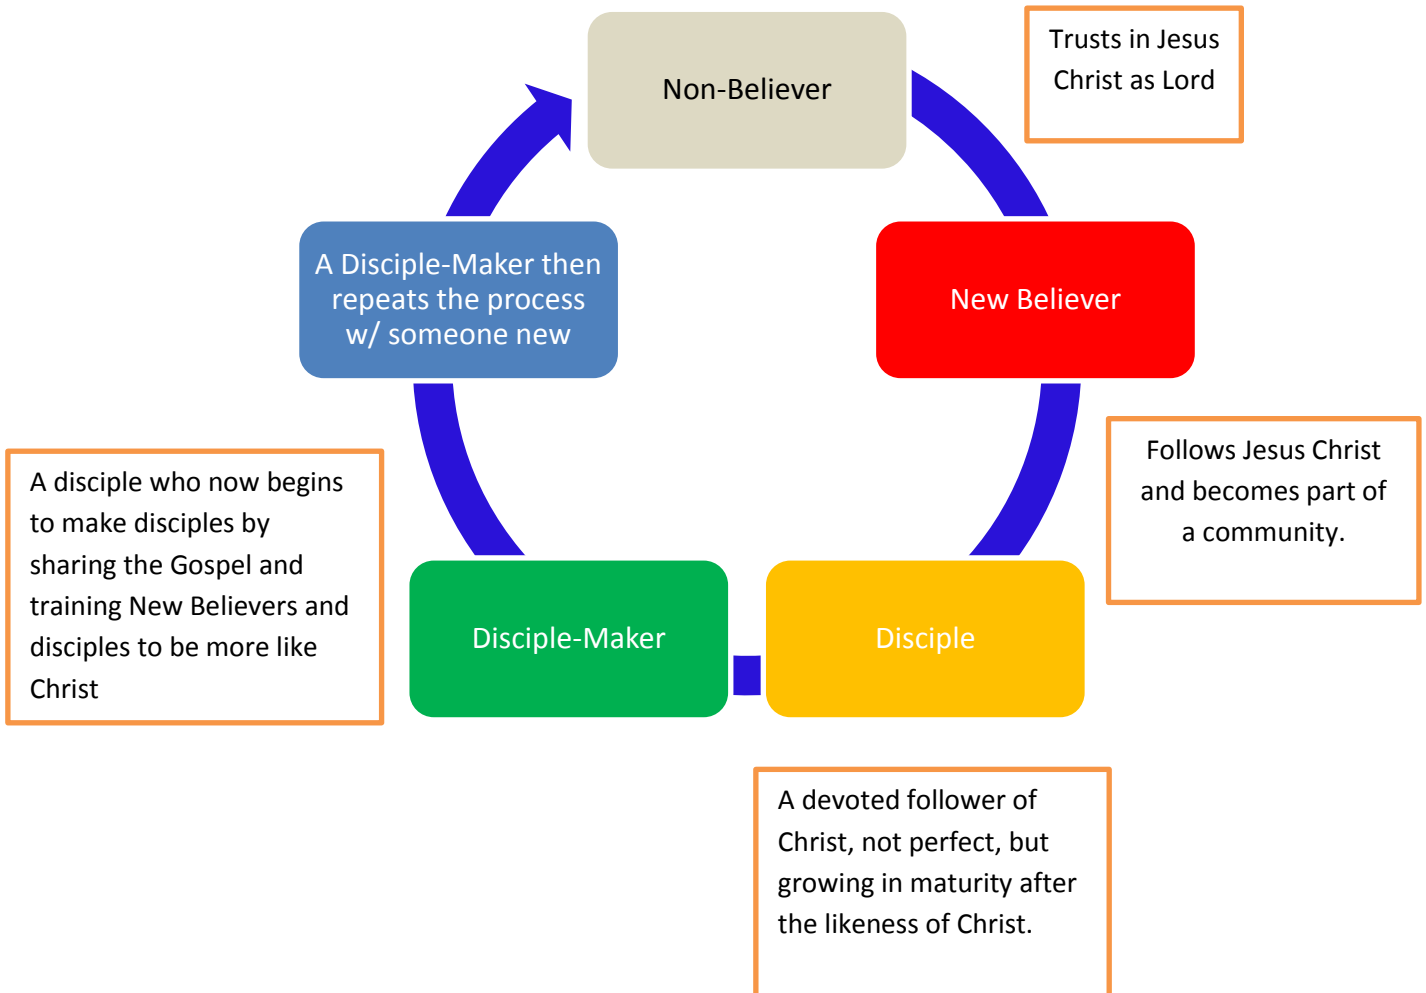 Non-Believer
Trusts in Jesus
Christ as Lord
New Believer
Follows Jesus Christ
and becomes part of
a community.
Disciple
A devoted follower of
Christ, not perfect, but
growing in maturity after
the likeness of Christ.
Disciple-Maker
A disciple who now begins
to make disciples by
sharing the Gospel and
training New Believers and
disciples to be more like
Christ
A Disciple-Maker then
repeats the process
w/ someone new